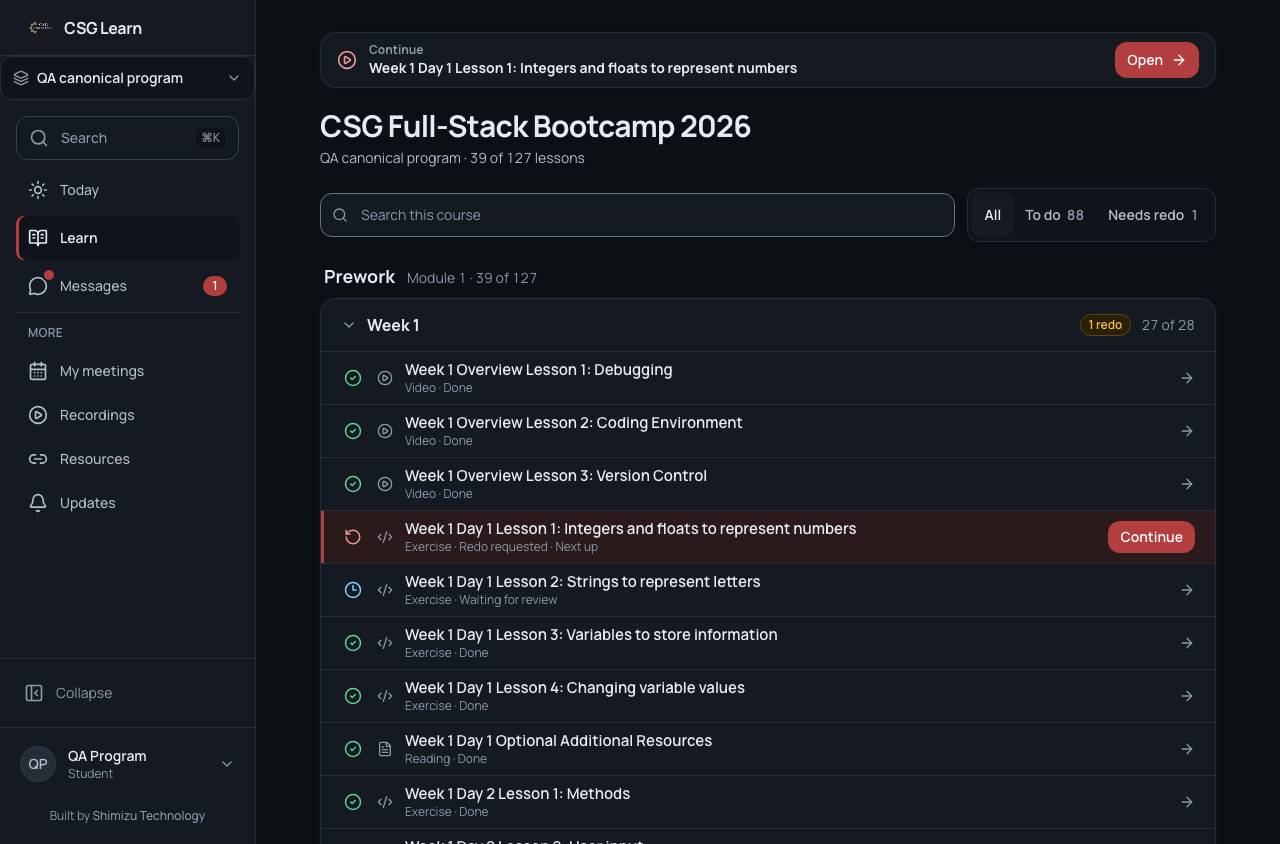 CSG Learn
QA canonical program
Search ⌘K
Today
Learn
Messages 1
MORE
My meetings
Recordings
Resources
Updates
Collapse
QP
QA Program
Student
Built by Shimizu Technology
Continue
Week 1 Day 1 Lesson 1: Integers and floats to represent numbers
Open
CSG Full-Stack Bootcamp 2026
QA canonical program · 39 of 127 lessons
Search this course
All To do 88 Needs redo 1
Prework Module 1 · 39 of 127
Week 1 1 redo 27 of 28
Week 1 Overview Lesson 1: Debugging
Video · Done
Week 1 Overview Lesson 2: Coding Environment
Video · Done
Week 1 Overview Lesson 3: Version Control
Video · Done
Week 1 Day 1 Lesson 1: Integers and floats to represent numbers
Exercise · Redo requested · Next up
Continue
Week 1 Day 1 Lesson 2: Strings to represent letters
Exercise · Waiting for review
Week 1 Day 1 Lesson 3: Variables to store information
Exercise · Done
Week 1 Day 1 Lesson 4: Changing variable values
Exercise · Done
Week 1 Day 1 Optional Additional Resources
Reading · Done
Week 1 Day 2 Lesson 1: Methods
Exercise · Done